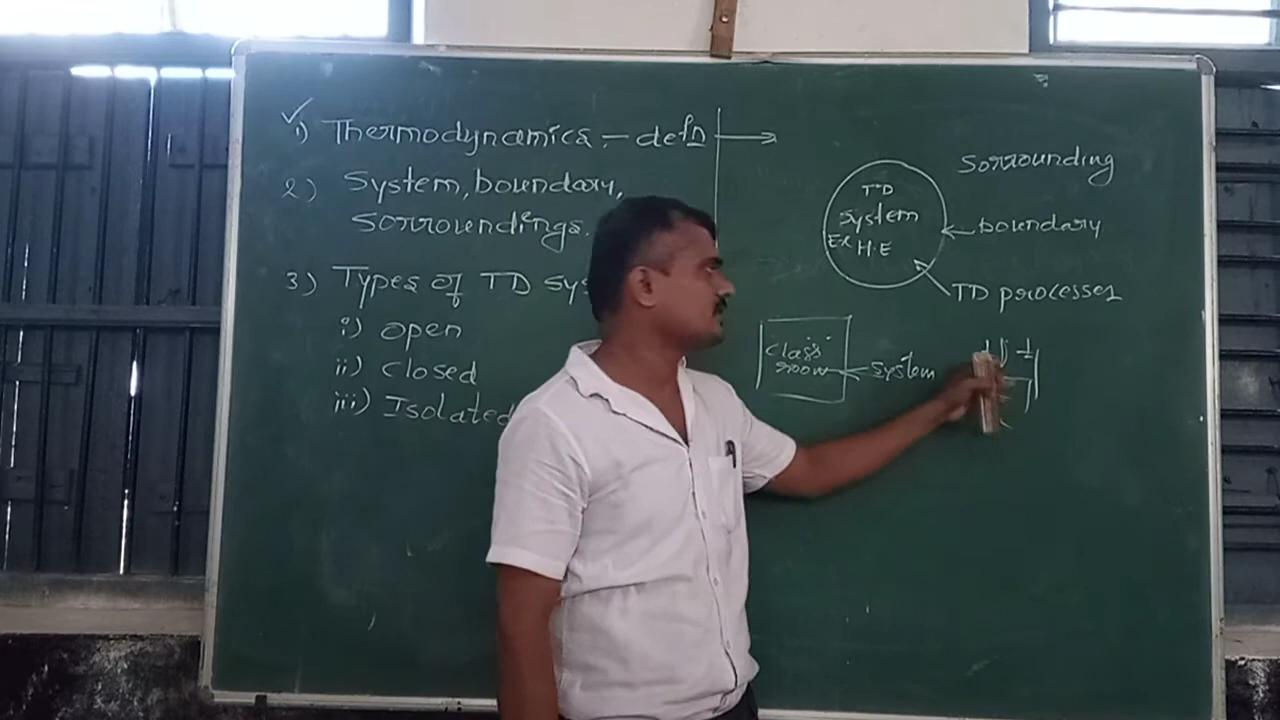 1) Thermodynamics :- defn
2) System, boundary,
Sorroundings.
3) Types of TD sys
i) open
ii) closed
iii) Isolated
Sorrounding
TD
System
Ex H.E
boundary
TD processes
Class
room
System